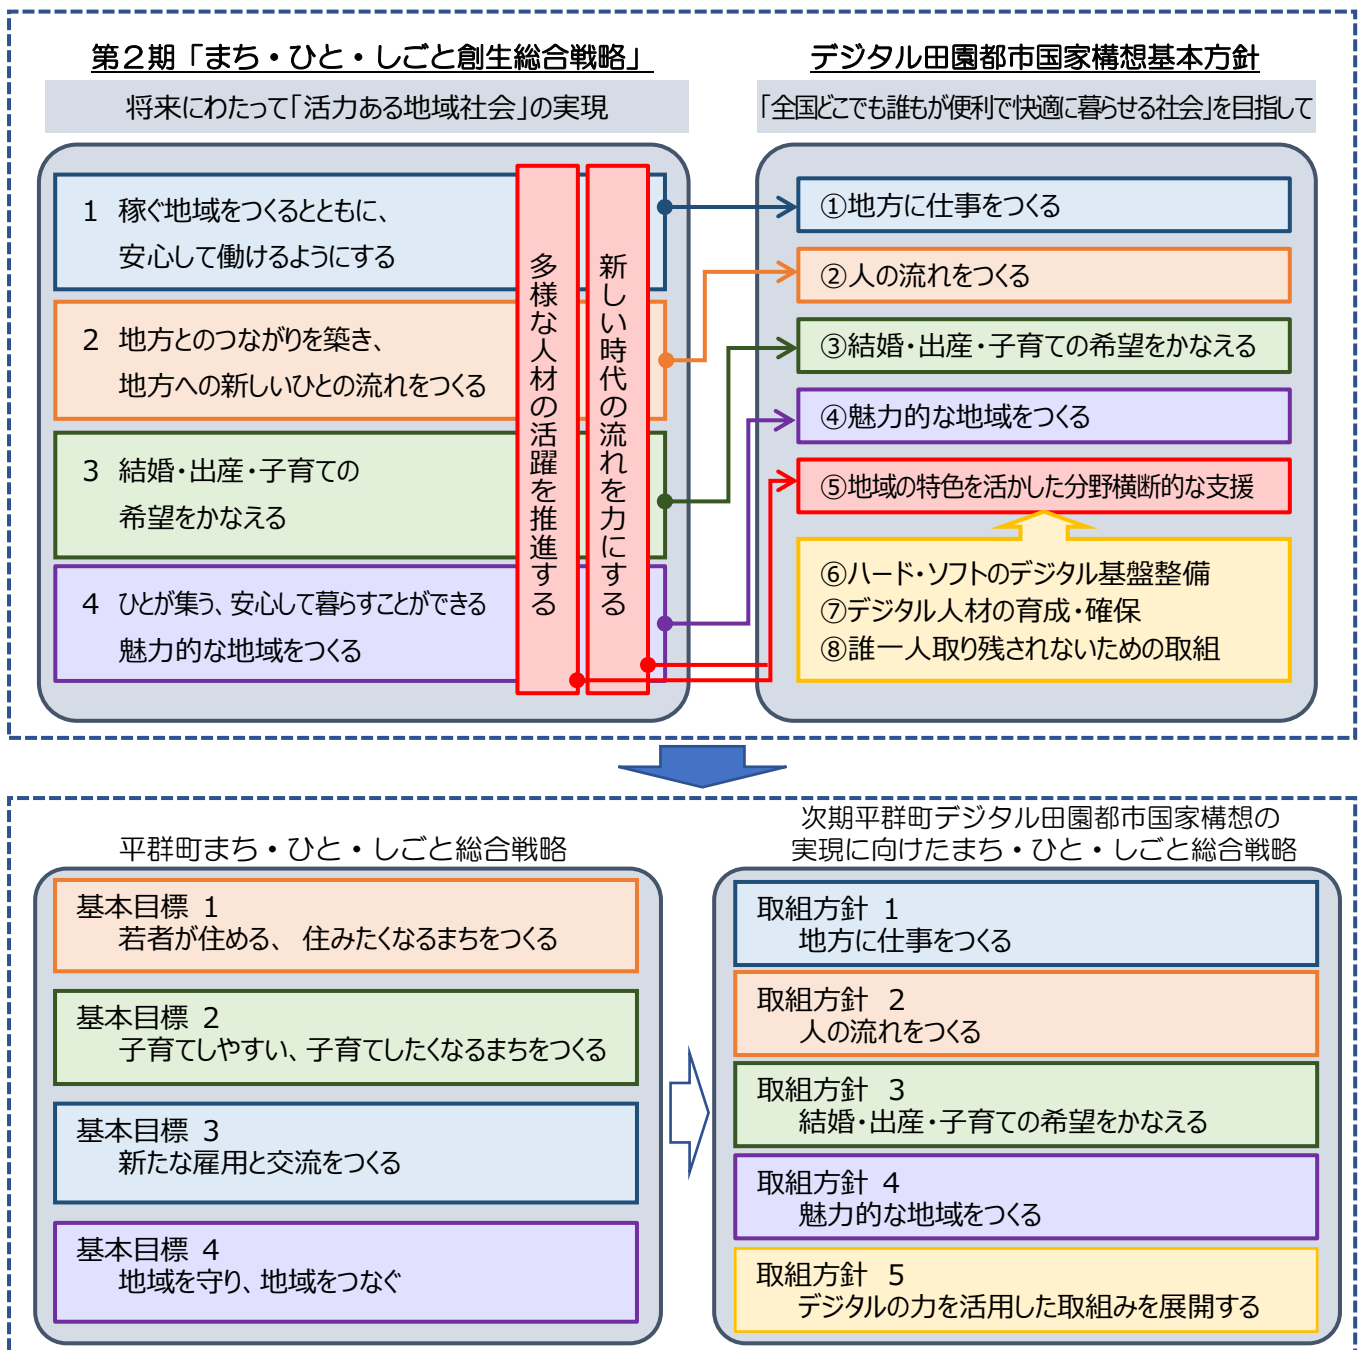 第２期「まち・ひと・しごと創生総合戦略」
将来にわたって「活力ある地域社会」の実現
1 稼ぐ地域をつくるとともに、
安心して働けるようにする
2 地方とのつながりを築き、
地方への新しいひとの流れをつくる
3 結婚・出産・子育ての
希望をかなえる
4 ひとが集う、安心して暮らすことができる
魅力的な地域をつくる
多様な人材の活躍を推進する
新しい時代の流れを力にする
デジタル田園都市国家構想基本方針
「全国どこでも誰もが便利で快適に暮らせる社会」を目指して
①地方に仕事をつくる
②人の流れをつくる
③結婚・出産・子育ての希望をかなえる
④魅力的な地域をつくる
⑤地域の特色を活かした分野横断的な支援
⑥ハード・ソフトのデジタル基盤整備
⑦デジタル人材の育成・確保
⑧誰一人取り残されないための取組
平群町まち・ひと・しごと総合戦略
基本目標 1
若者が住める、 住みたくなるまちをつくる
基本目標 2
子育てしやすい、子育てしたくなるまちをつくる
基本目標 3
新たな雇用と交流をつくる
基本目標 4
地域を守り、地域をつなぐ
次期平群町デジタル田園都市国家構想の
実現に向けたまち・ひと・しごと総合戦略
取組方針 1
地方に仕事をつくる
取組方針 2
人の流れをつくる
取組方針 3
結婚・出産・子育ての希望をかなえる
取組方針 4
魅力的な地域をつくる
取組方針 5
デジタルの力を活用した取組みを展開する